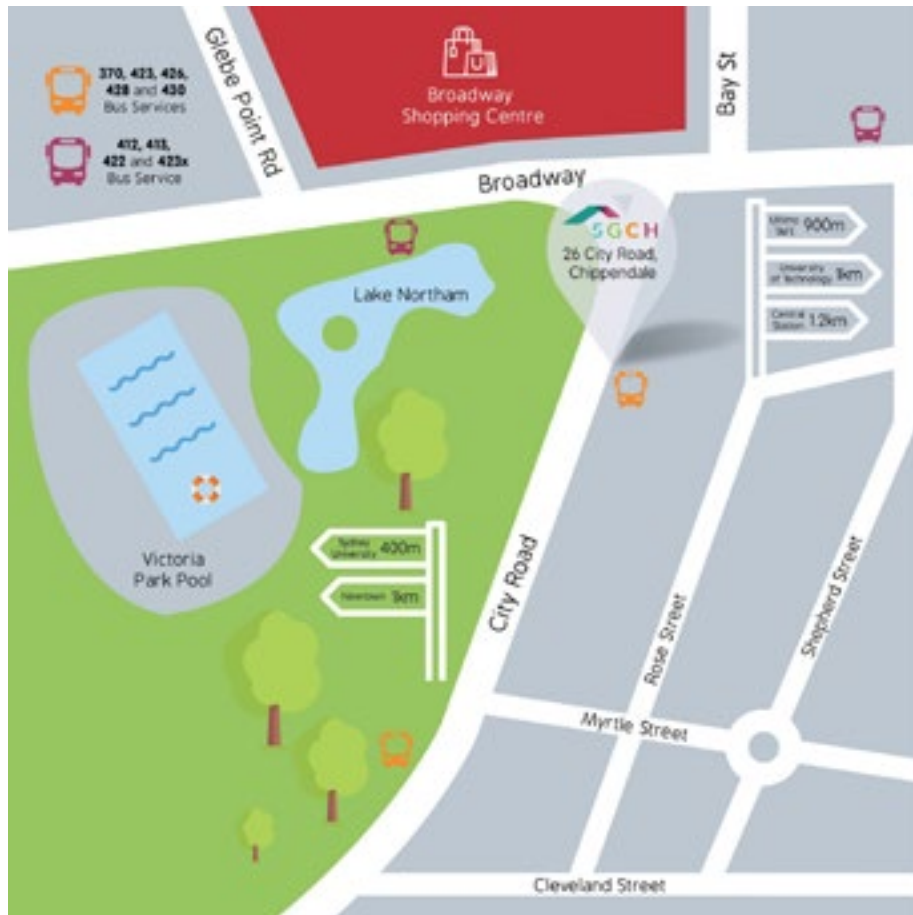 370, 423, 426,
428 and 430
Bus Services
412, 413,
422 and 423x
Bus Service
Glebe Point Rd
Broadway
Shopping Centre
Bay St
Broadway
SGCH
26 City Road,
Chippendale
900m
University
of Technology 1km
Central
Station 1.2km
Lake Northam
Victoria
Park Pool
Sydney
University 400m
Newtown 1km
City Road
Rose Street
Shepherd Street
Myrtle Street
Cleveland Street